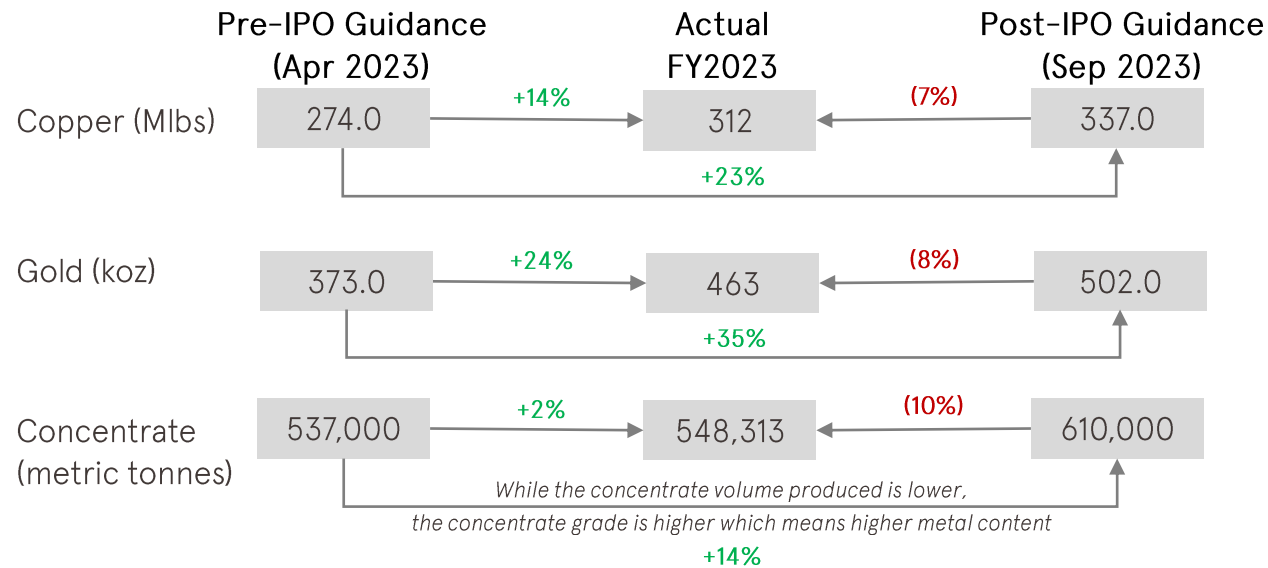 Pre-IPO Guidance
(Apr 2023)
Actual
FY2023
Post-IPO Guidance
(Sep 2023)
Copper (Mlbs)
274.0
+14%
312
(7%)
337.0
+23%
Gold (koz)
373.0
+24%
463
(8%)
502.0
+35%
Concentrate
(metric tonnes)
537,000
+2%
548,313
(10%)
610,000
While the concentrate volume produced is lower,
the concentrate grade is higher which means higher metal content
+14%